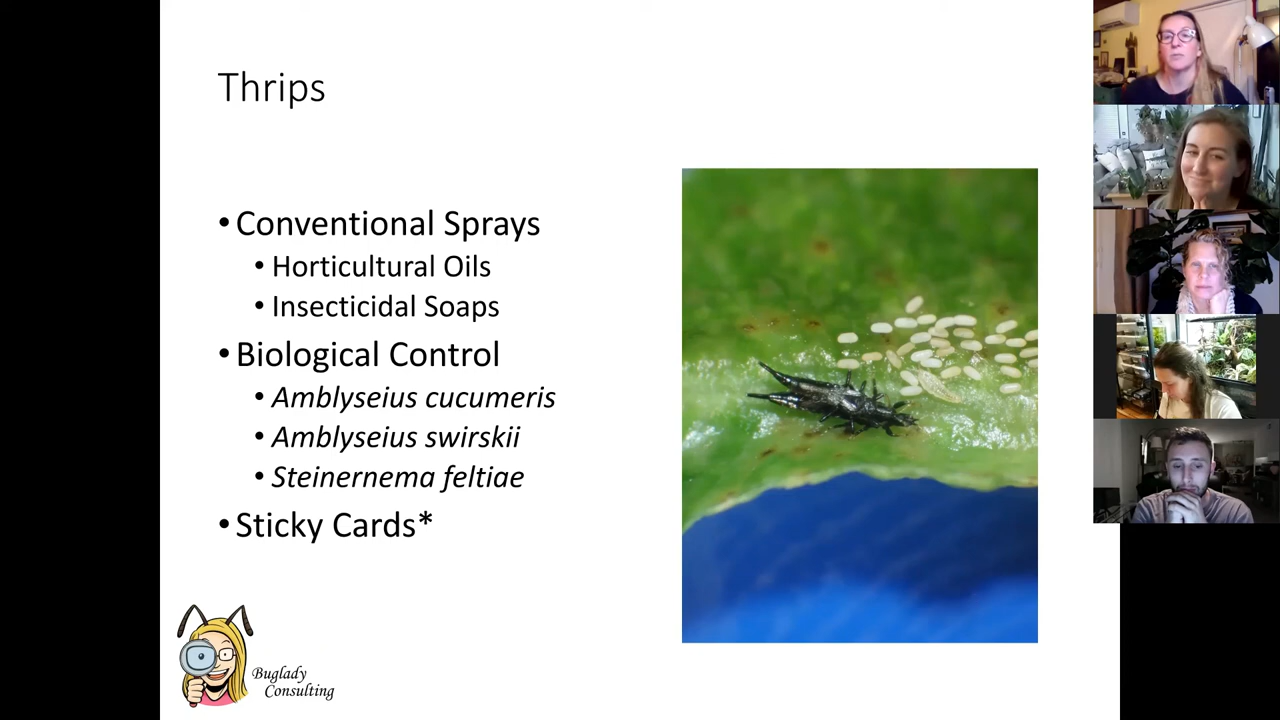 Thrips
• Conventional Sprays
• Horticultural Oils
• Insecticidal Soaps
• Biological Control
• Amblyseius cucumeris
• Amblyseius swirskii
• Steinernema feltiae
• Sticky Cards*
Buglady
Consulting